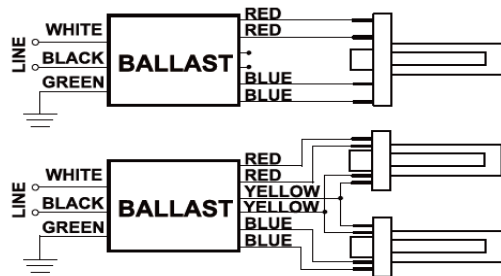 RED
WHITE
RED
LINE
BLACK
BALLAST
GREEN
BLUE
BLUE
RED
WHITE
RED
YELLOW
LINE
BLACK
BALLAST
YELLOW
GREEN
BLUE
BLUE